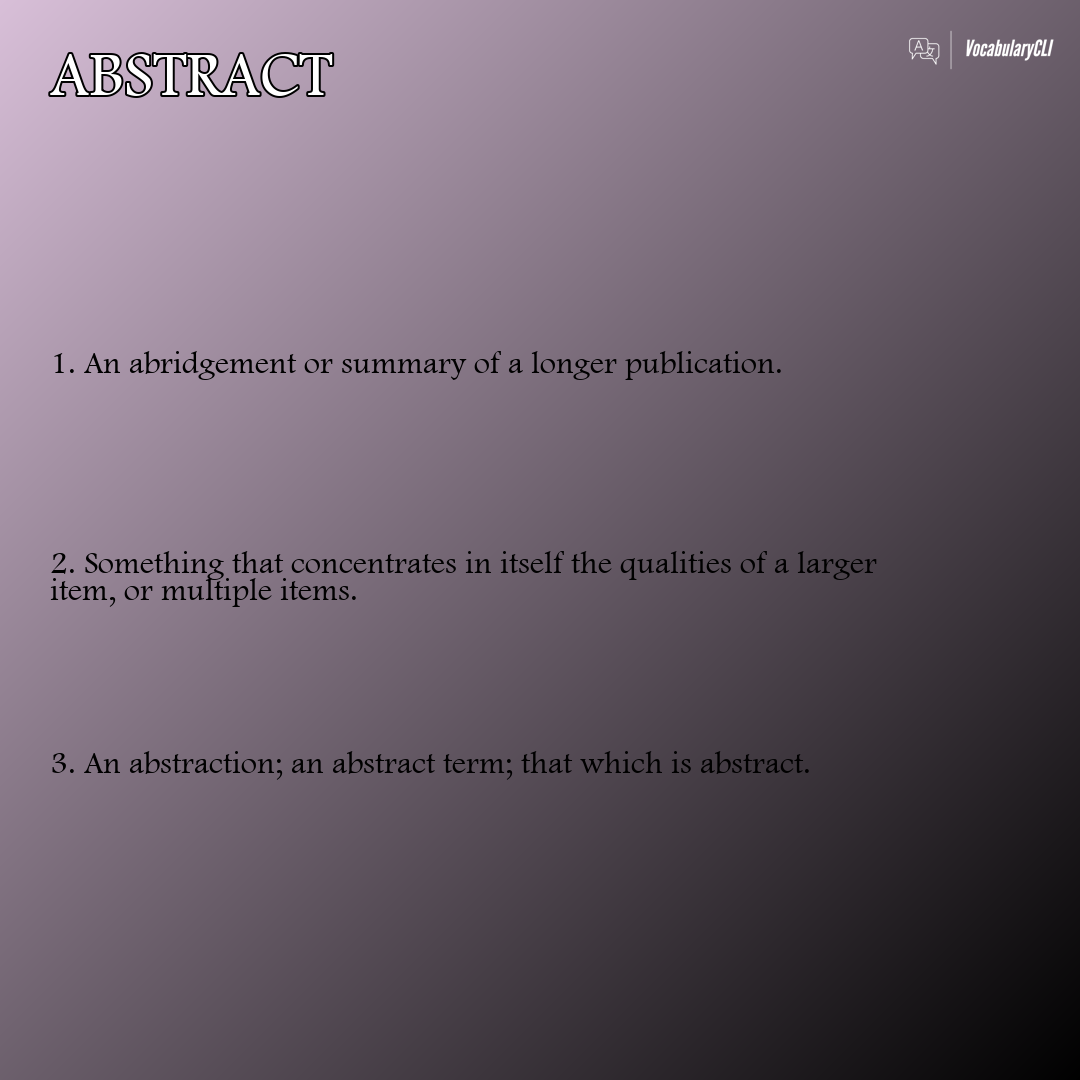 ABSTRACT
VocabularyCLI
1. An abridgement or summary of a longer publication.
2. Something that concentrates in itself the qualities of a larger
item, or multiple items.
3. An abstraction; an abstract term; that which is abstract.